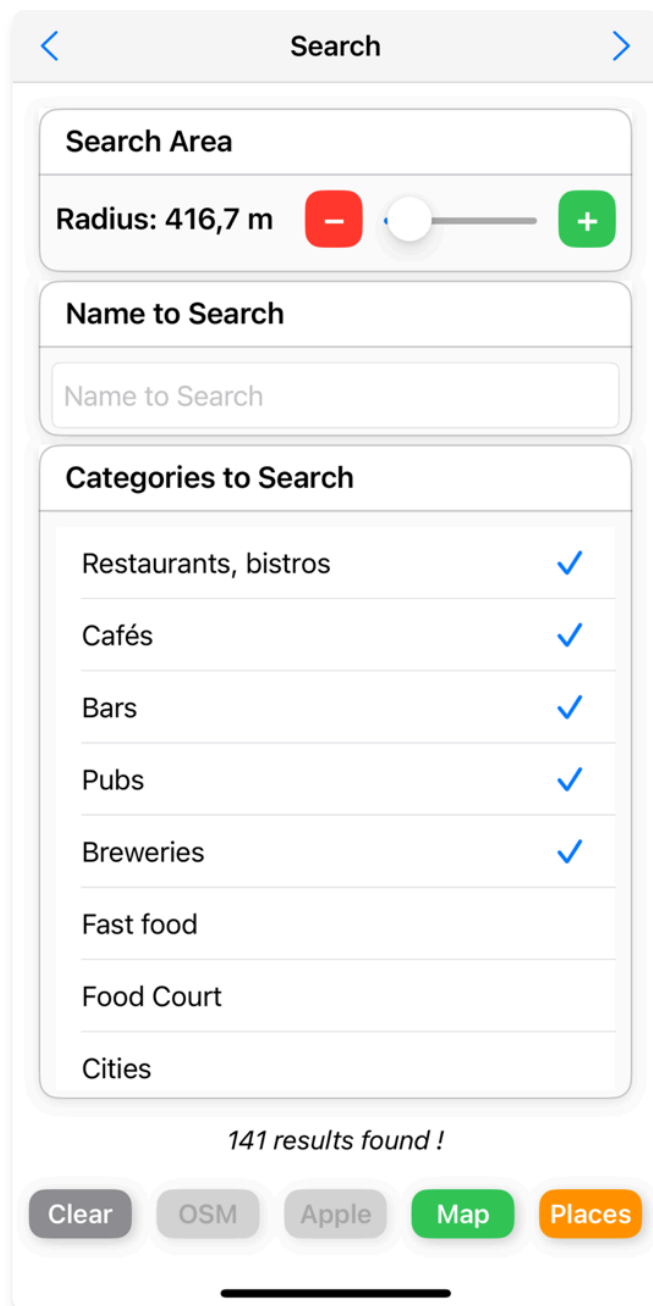 Search
Search Area
Radius: 416,7 m
−
+
Name to Search
Name to Search
Categories to Search
Restaurants, bistros
Cafés
Bars
Pubs
Breweries
Fast food
Food Court
Cities
141 results found !
Clear OSM Apple Map Places